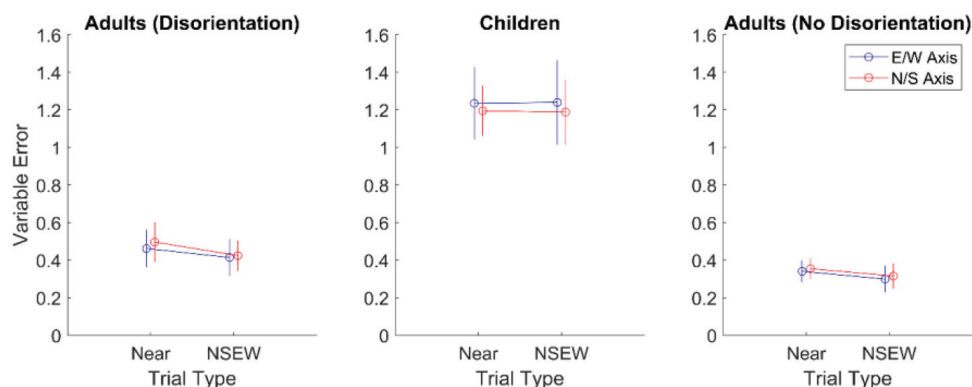 Adults (Disorientation)
Children
Adults (No Disorientation)
Variable Error
1.6
1.4
1.2
1
0.8
0.6
0.4
0.2
0
Near
NSEW
Trial Type
1.6
1.4
1.2
1
0.8
0.6
0.4
0.2
0
Near
NSEW
Trial Type
1.6
1.4
1.2
1
0.8
0.6
0.4
0.2
0
Near
NSEW
Trial Type
E/W Axis
N/S Axis